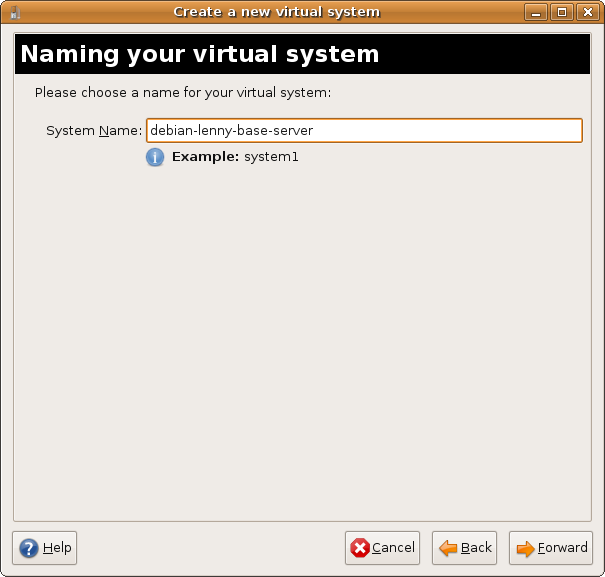 Create a new virtual system
Naming your virtual system
Please choose a name for your virtual system:
System Name: debian-lenny-base-server
Example: system1
Help Cancel Back Forward